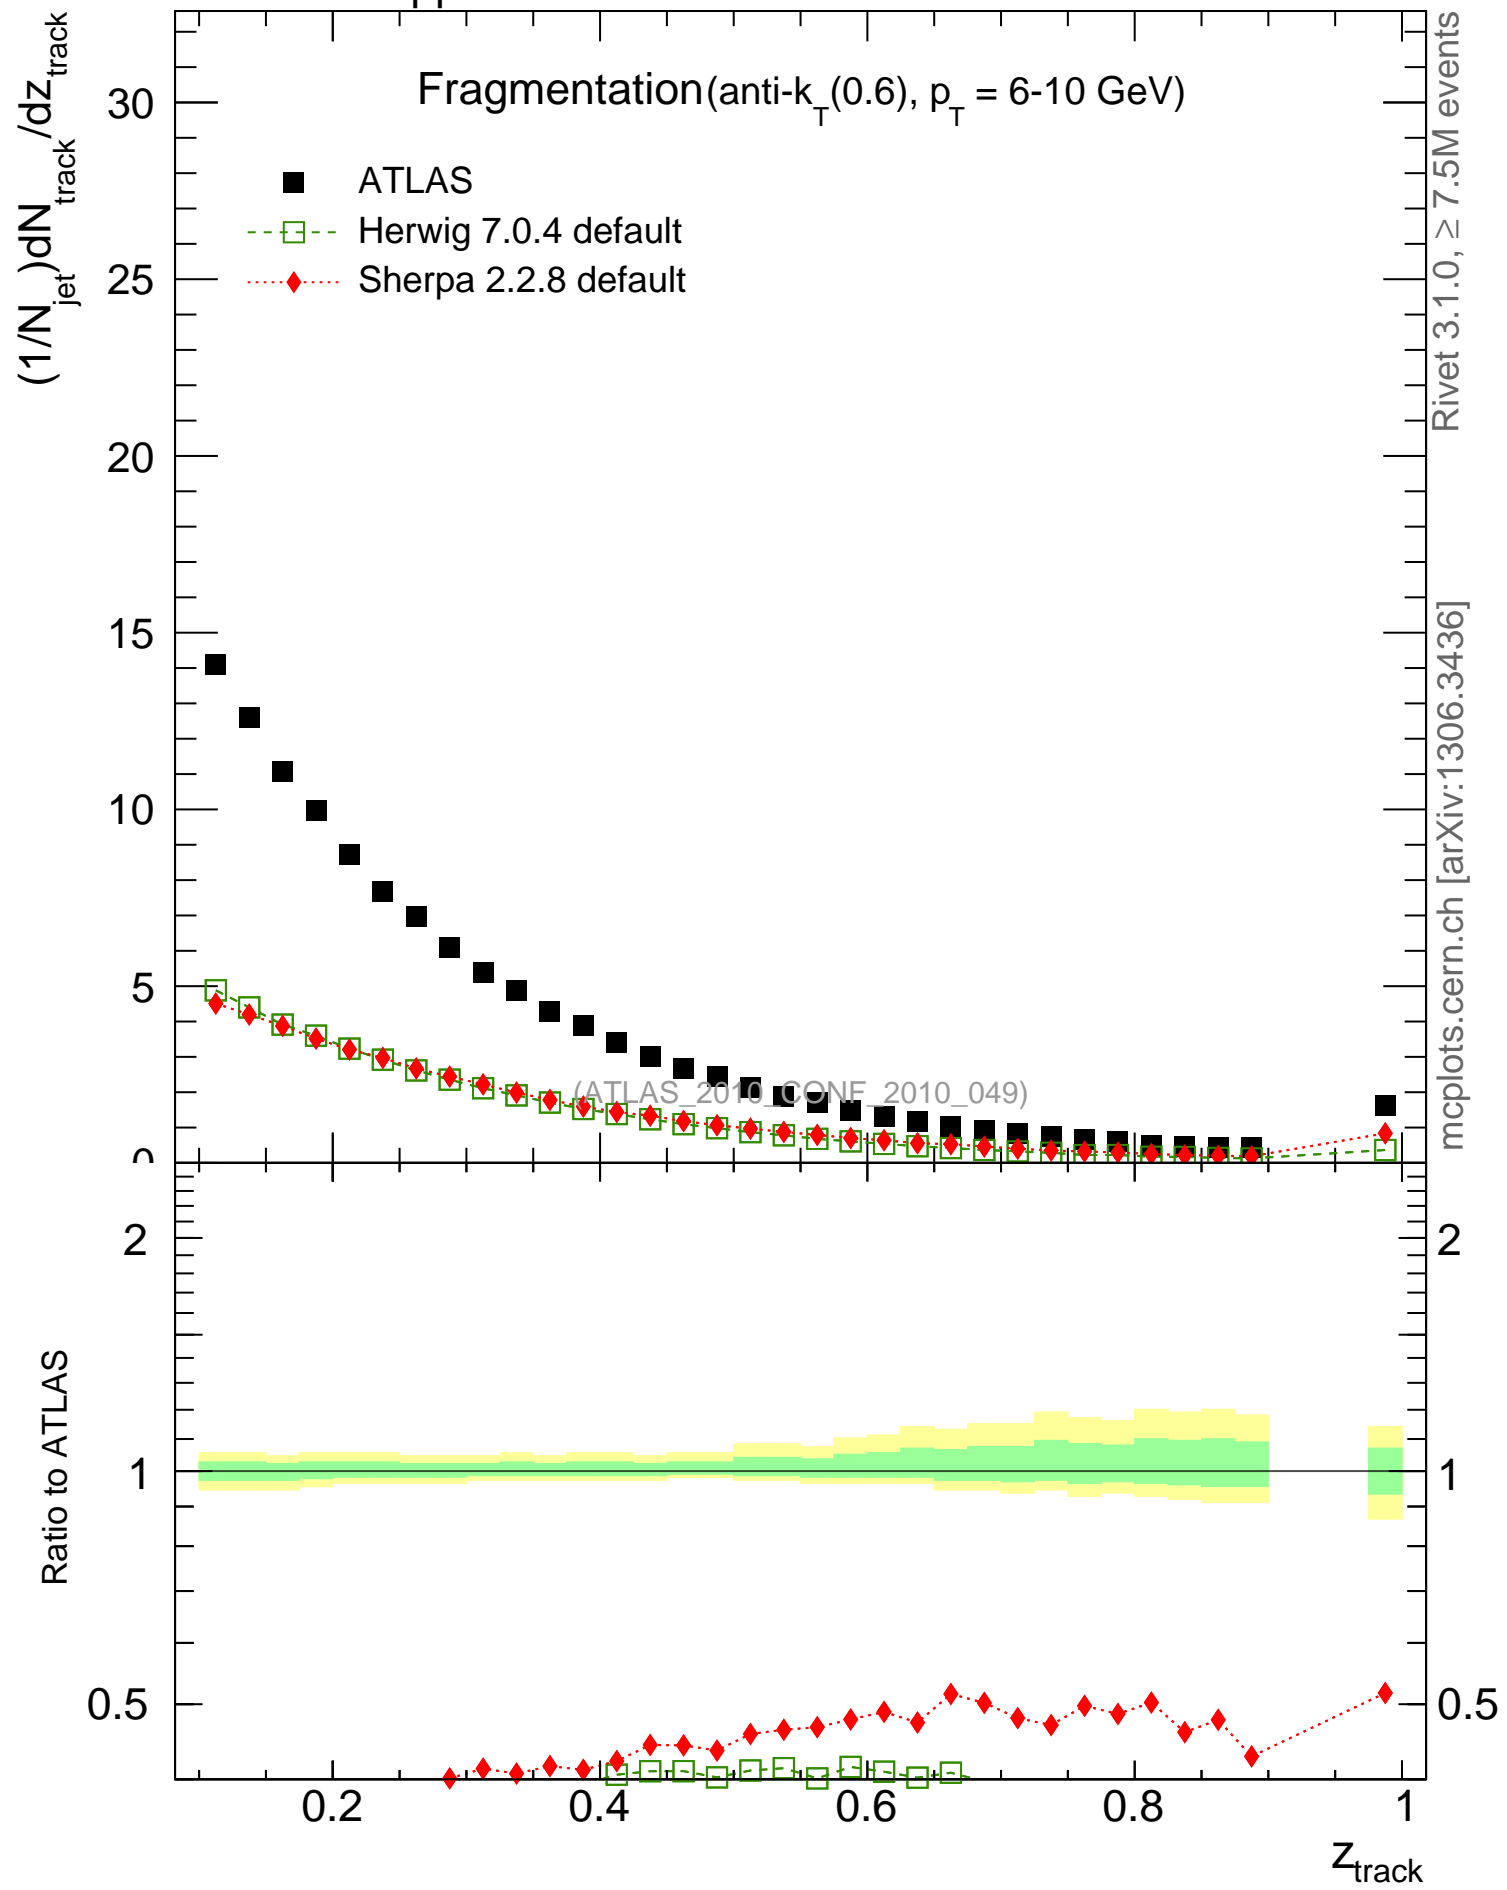 pp
Fragmentation (anti-k_T(0.6), p_T = 6-10 GeV)
(1/N_jet)dN_track/dz_track
ATLAS
Herwig 7.0.4 default
Sherpa 2.2.8 default
30
25
20
15
10
5
0
(ATLAS_2010_CONF_2010_049)
Rivet 3.1.0, ≥ 7.5M events
mcplots.cern.ch [arXiv:1306.3436]
Ratio to ATLAS
2
1
0.5
2
1
0.5
0.2
0.4
0.6
0.8
1
z_track